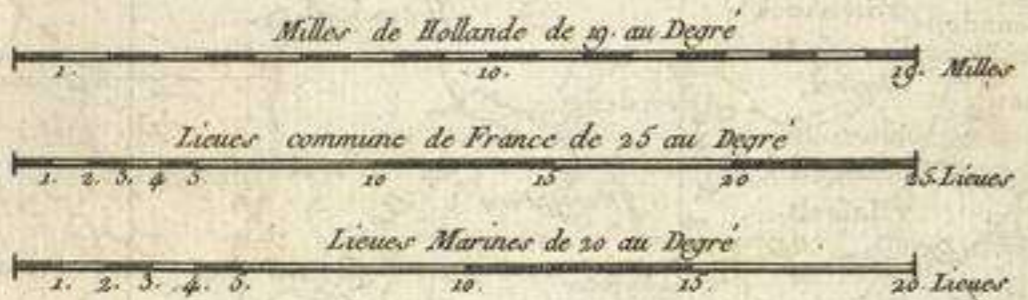 Milles de Hollande de 19. au Degré
1. 10. 19. Milles
Lieues commune de France de 25 au Degré
1. 2. 3. 4 5 10 15 20 25. Lieues
Lieues Marines de 20 au Degré
1. 2. 3. 4. 5. 10. 15 20 Lieues